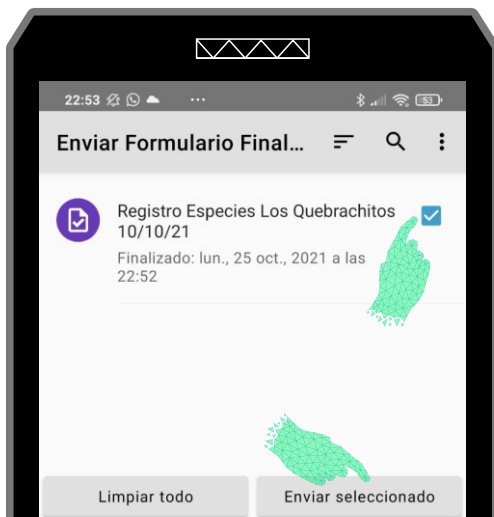 22:53
53
Enviar Formulario Final...
Registro Especies Los Quebrachitos
10/10/21
Finalizado: lun., 25 oct., 2021 a las
22:52
Limpiar todo
Enviar seleccionado